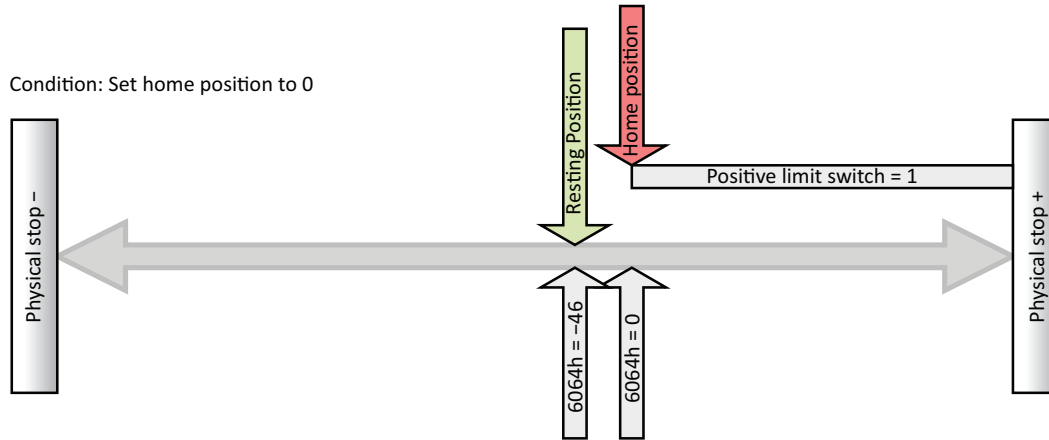 Condition: Set home position to 0
Physical stop −
Resting Position
Home position
Positive limit switch = 1
6064h = −46
6064h = 0
Physical stop +